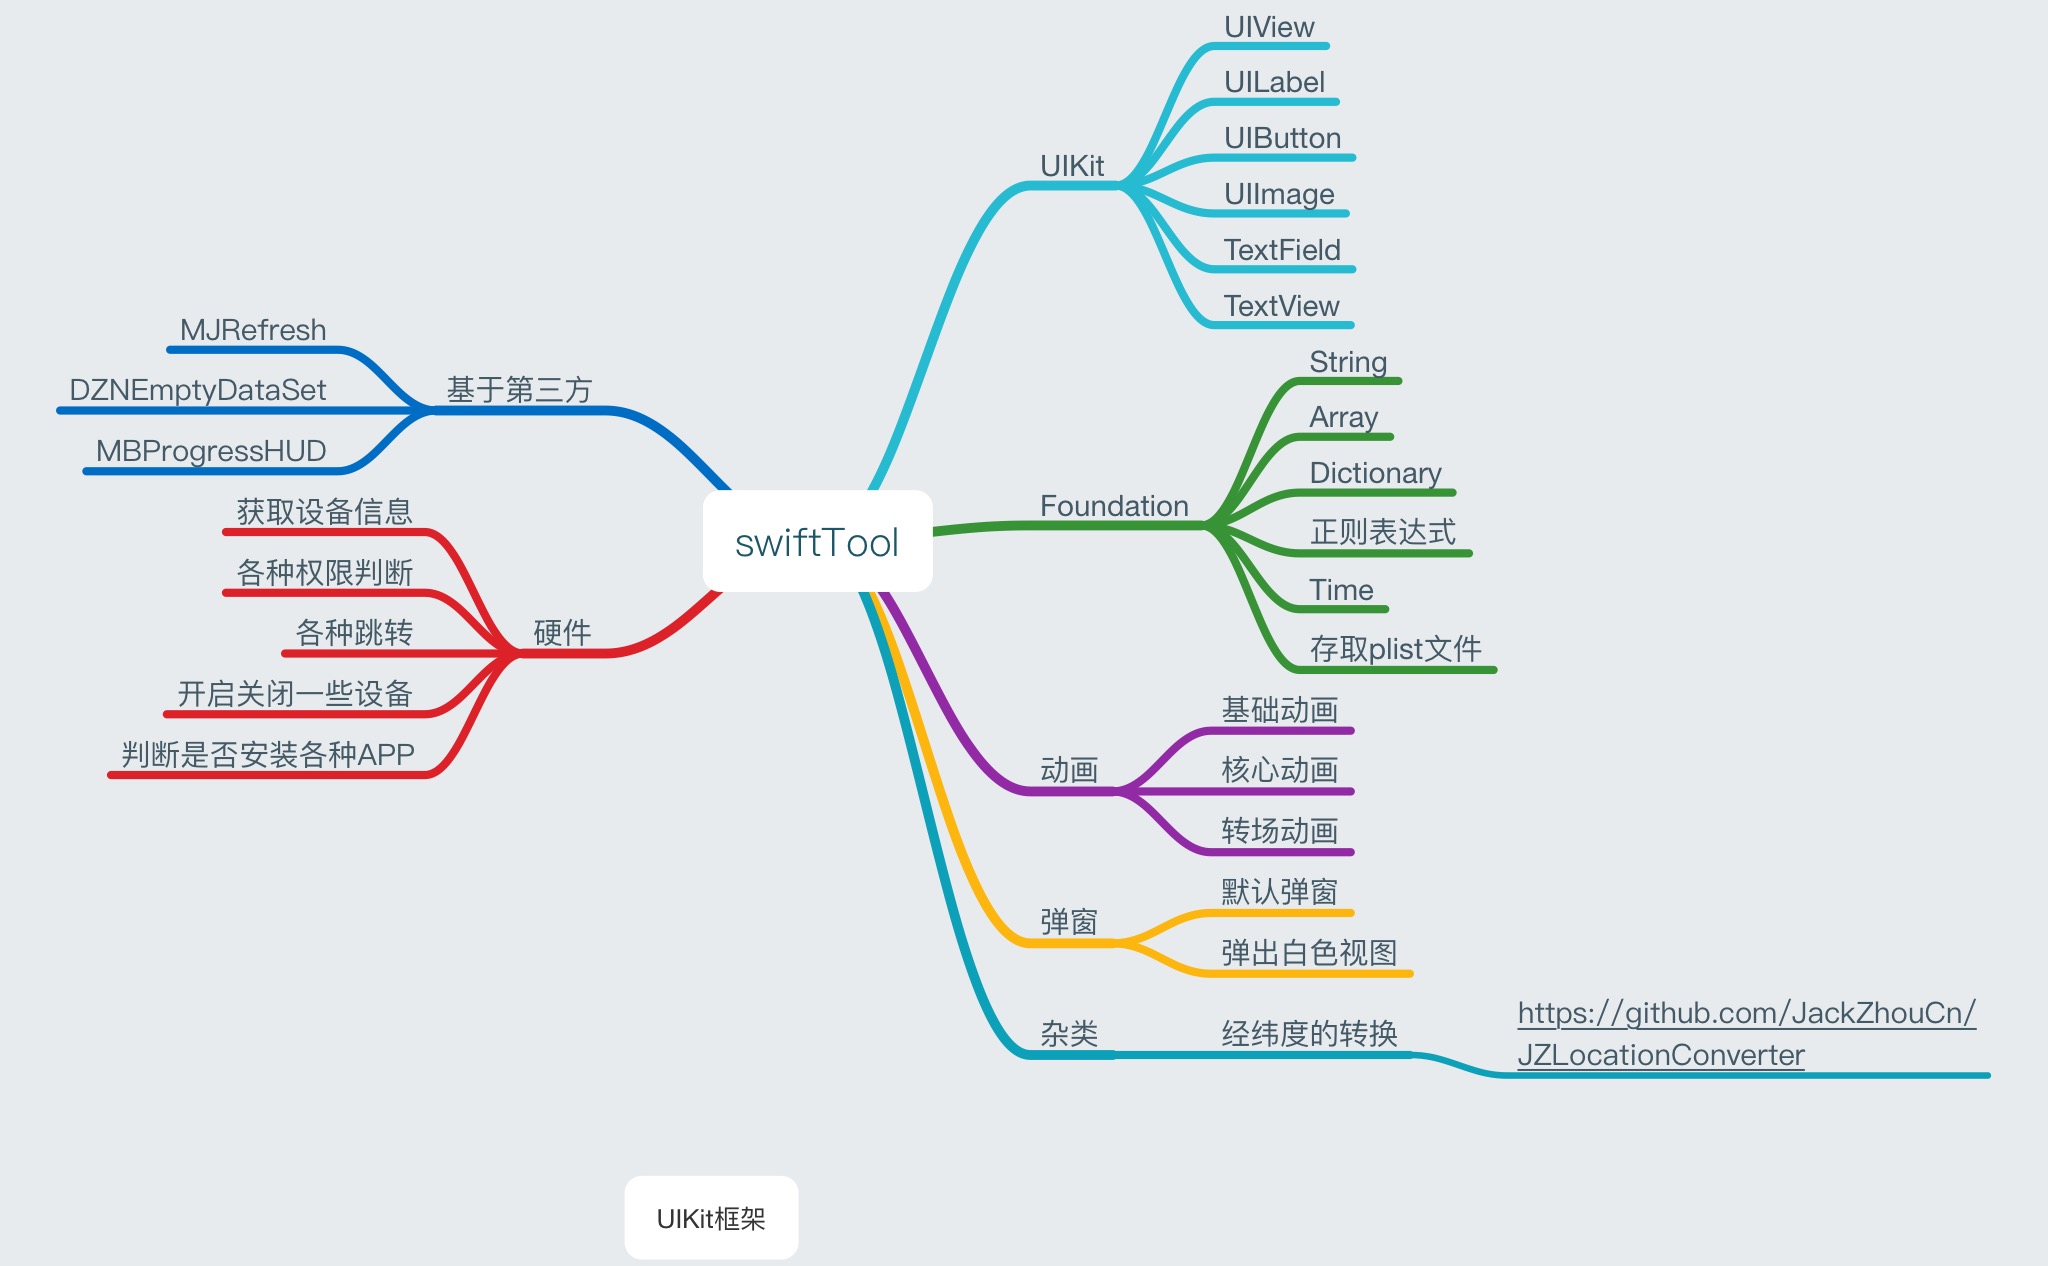 swiftTool
UIKit
UIView
UILabel
UIButton
UIImage
TextField
TextView
Foundation
String
Array
Dictionary
正则表达式
Time
存取plist文件
动画
基础动画
核心动画
转场动画
弹窗
默认弹窗
弹出白色视图
杂类
经纬度的转换
https://github.com/JackZhouCn/
JZLocationConverter
基于第三方
MJRefresh
DZNEmptyDataSet
MBProgressHUD
硬件
获取设备信息
各种权限判断
各种跳转
开启关闭一些设备
判断是否安装各种APP
UIKit框架